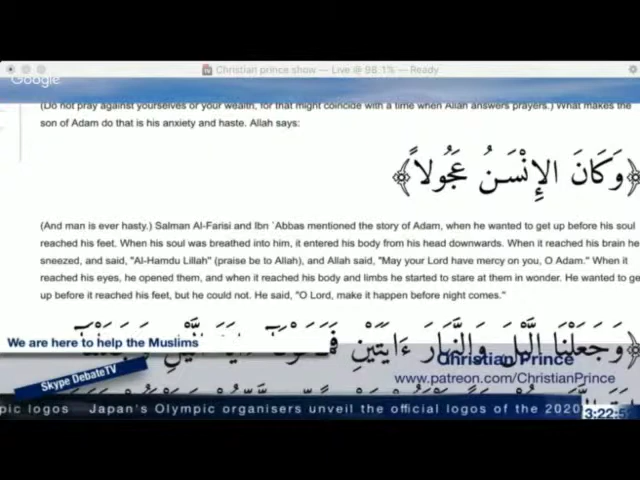 Christian prince show — Live @ 98.1% — Ready
Google
(Do not pray against yourselves or your wealth, for that might coincide with a time when Allah answers prayers.) What makes the
son of Adam do that is his anxiety and haste. Allah says:
﴿وَكَانَ الإِنْسَـنُ عَجُولاً﴾
(And man is ever hasty.) Salman Al-Farisi and Ibn `Abbas mentioned the story of Adam, when he wanted to get up before his soul
reached his feet. When his soul was breathed into him, it entered his body from his head downwards. When it reached his brain he
sneezed, and said, "Al-Hamdu Lillah" (praise be to Allah), and Allah said, "May your Lord have mercy on you, O Adam." When it
reached his eyes, he opened them, and when it reached his body and limbs he started to stare at them in wonder. He wanted to ge
up before it reached his feet, but he could not. He said, "O Lord, make it happen before night comes."
﴿وَجَعَلْنَا الَّيْلَ وَالنَّهَارَ ءَايَتَيْنِ
We are here to help the Muslims
Christian Prince
Skype DebateTV
www.patreon.com/ChristianPrince
pic logos Japan's Olympic organisers unveil the official logos of the 2020